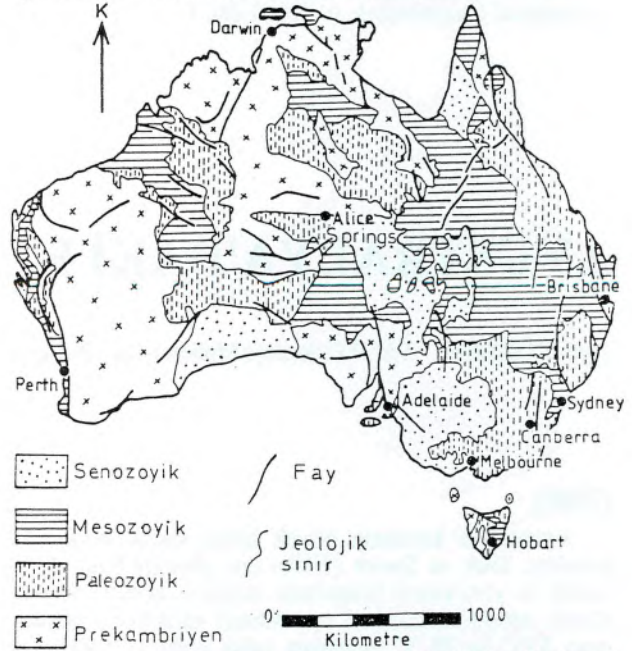 K
Darwin
Alice
Springs
Brisbane
Perth
Adelaide
Sydney
Canberra
Melbourne
Hobart
Senozoyik
Mesozoyik
Paleozoyik
Prekambriyen
Fay
Jeolojik
sınır
0 1000
Kilometre